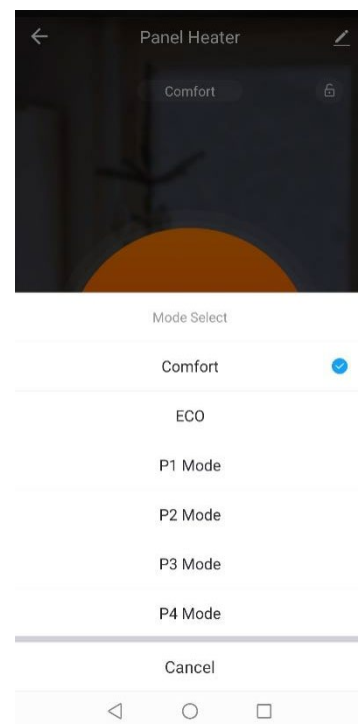 Panel Heater
Comfort
Mode Select
Comfort
ECO
P1 Mode
P2 Mode
P3 Mode
P4 Mode
Cancel